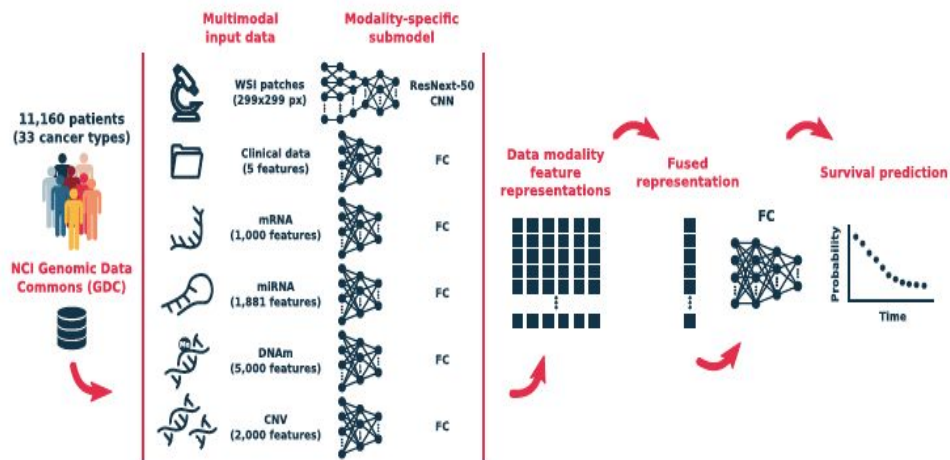 11,160 patients
(33 cancer types)
NCI Genomic Data
Commons (GDC)
Multimodal
input data
Modality-specific
submodel
WSI patches
(299x299 px)
ResNext-50
CNN
Clinical data
(5 features)
FC
mRNA
(1,000 features)
FC
miRNA
(1,881 features)
FC
DNAm
(5,000 features)
FC
CNV
(2,000 features)
FC
Data modality
feature
representations
Fused
representation
FC
Survival prediction
Probability
Time